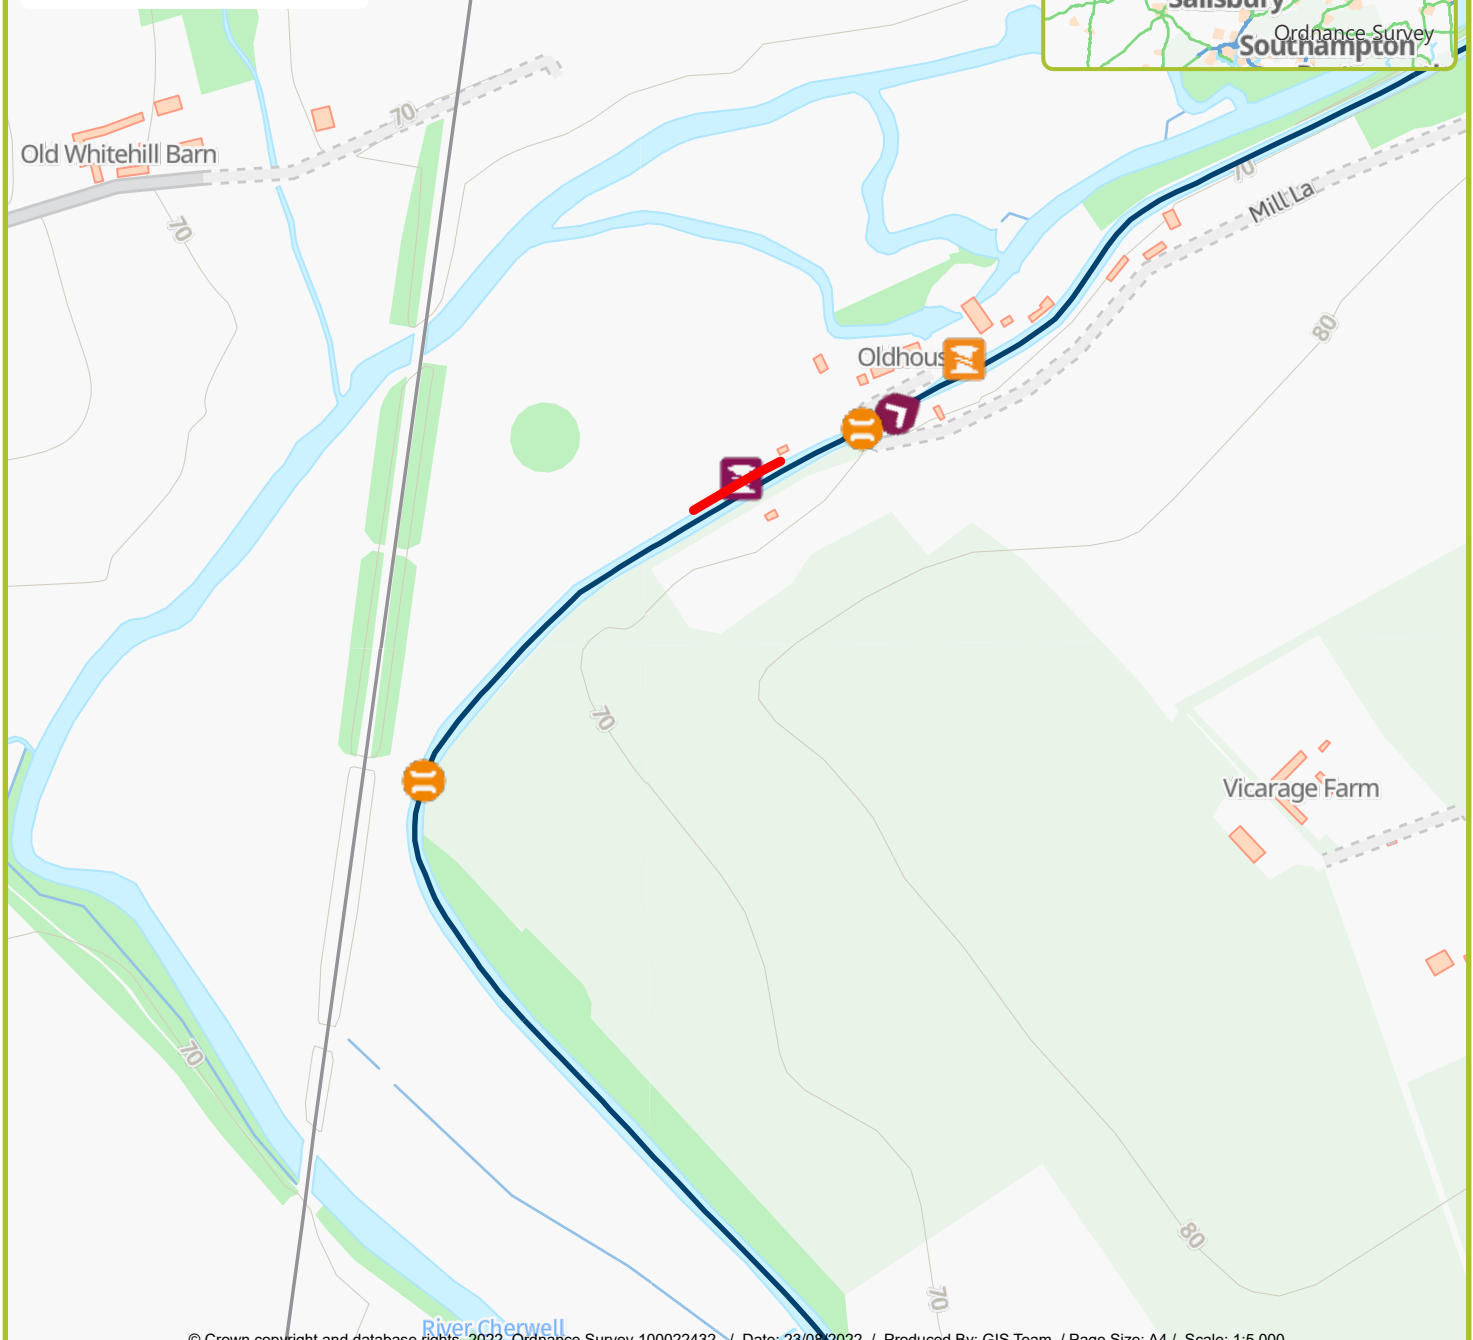 Salisbury
Ordnance Survey
Southampton
70
Old Whitehill Barn
70
Mill La
70
80
Oldhous
70
Vicarage Farm
70
80
70
River Cherwell
© Crown copyright and database rights, 2022, Ordnance Survey 100022432. / Date: 23/08/2022 / Produced By: GIS Team / Page Size: A4 / Scale: 1:5,000